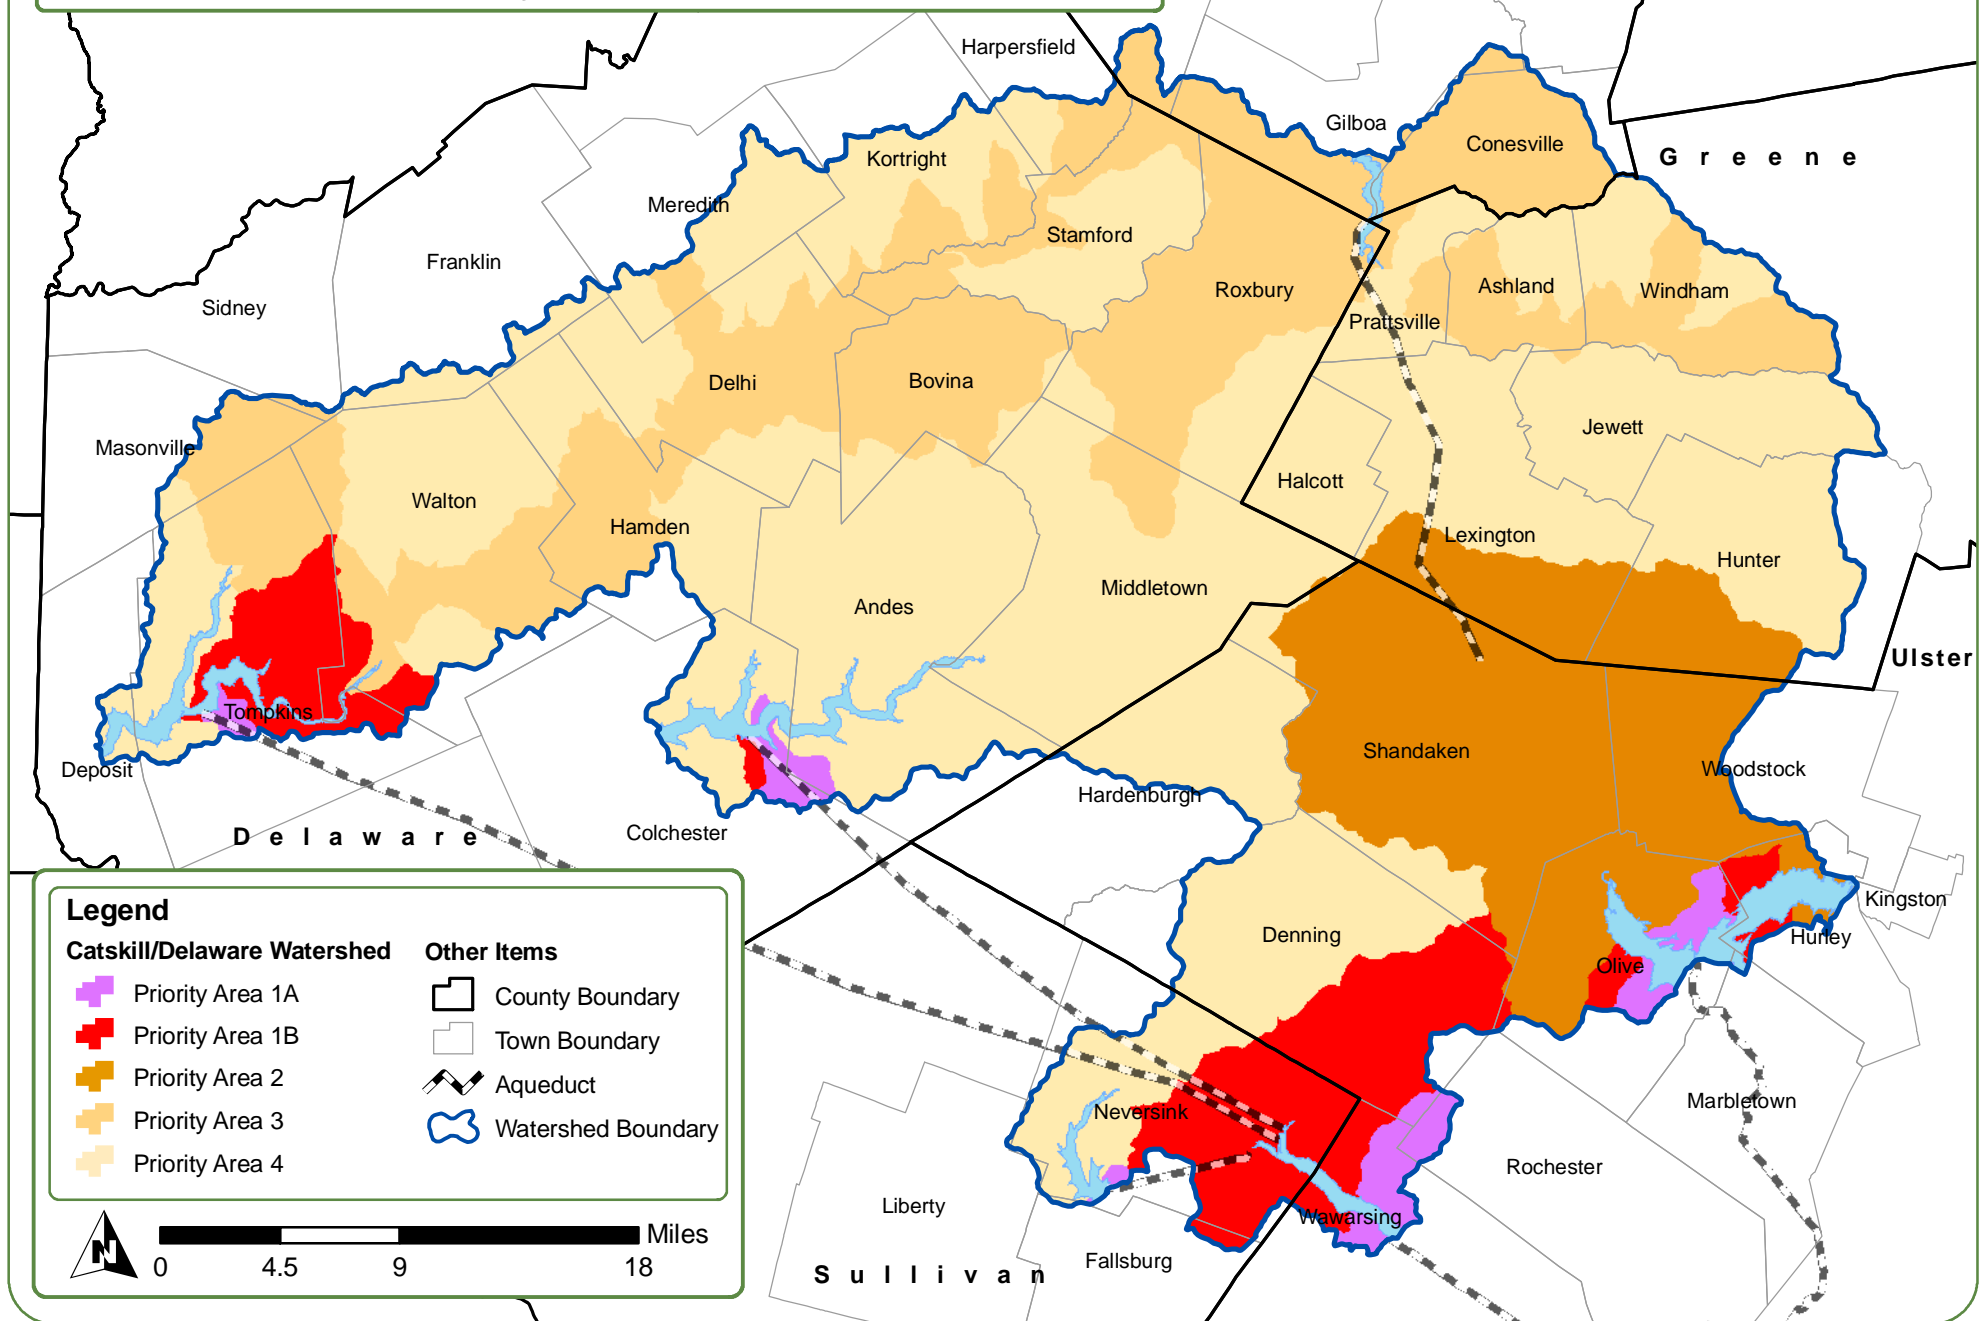 Harpersfield
Gilboa
Conesville
Greene
Kortright
Meredith
Stamford
Franklin
Sidney
Roxbury
Ashland
Windham
Prattsville
Delhi
Bovina
Jewett
Masonville
Walton
Halcott
Hamden
Lexington
Hunter
Andes
Middletown
Ulster
Tompkins
Shandaken
Deposit
Woodstock
Hardenburgh
Colchester
Delaware
Kingston
Denning
Hurley
Olive
Neversink
Marbletown
Rochester
Liberty
Wawarsing
Fallsburg
Sullivan
Legend
Catskill/Delaware Watershed
Priority Area 1A
Priority Area 1B
Priority Area 2
Priority Area 3
Priority Area 4
Other Items
County Boundary
Town Boundary
Aqueduct
Watershed Boundary
N
Miles
0 4.5 9 18